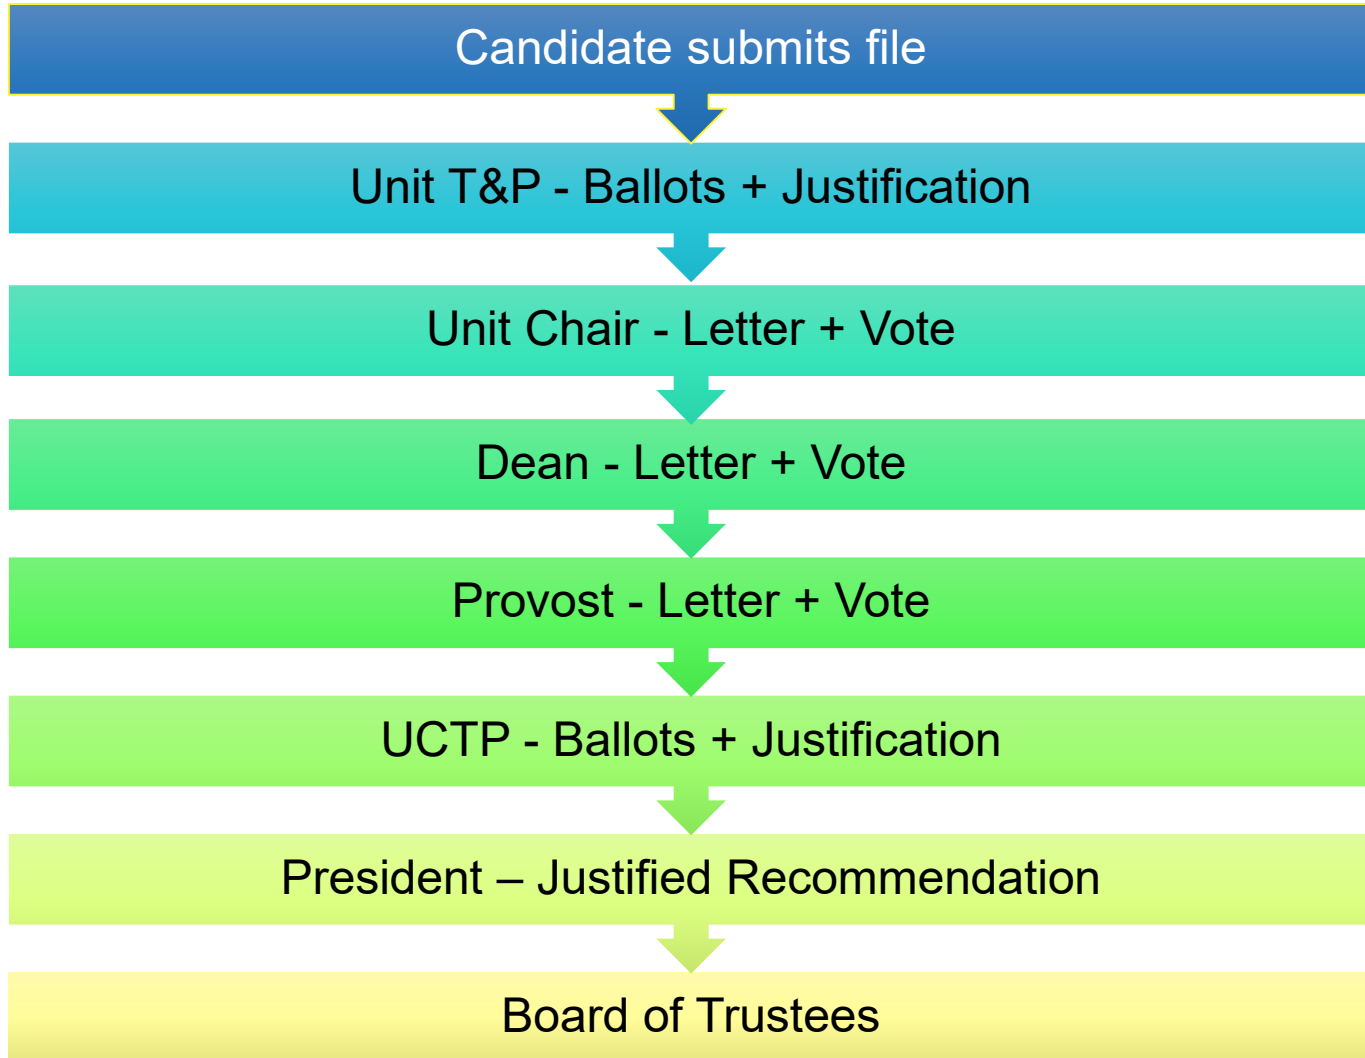 Candidate submits file
Unit T&P - Ballots + Justification
Unit Chair - Letter + Vote
Dean - Letter + Vote
Provost - Letter + Vote
UCTP - Ballots + Justification
President – Justified Recommendation
Board of Trustees